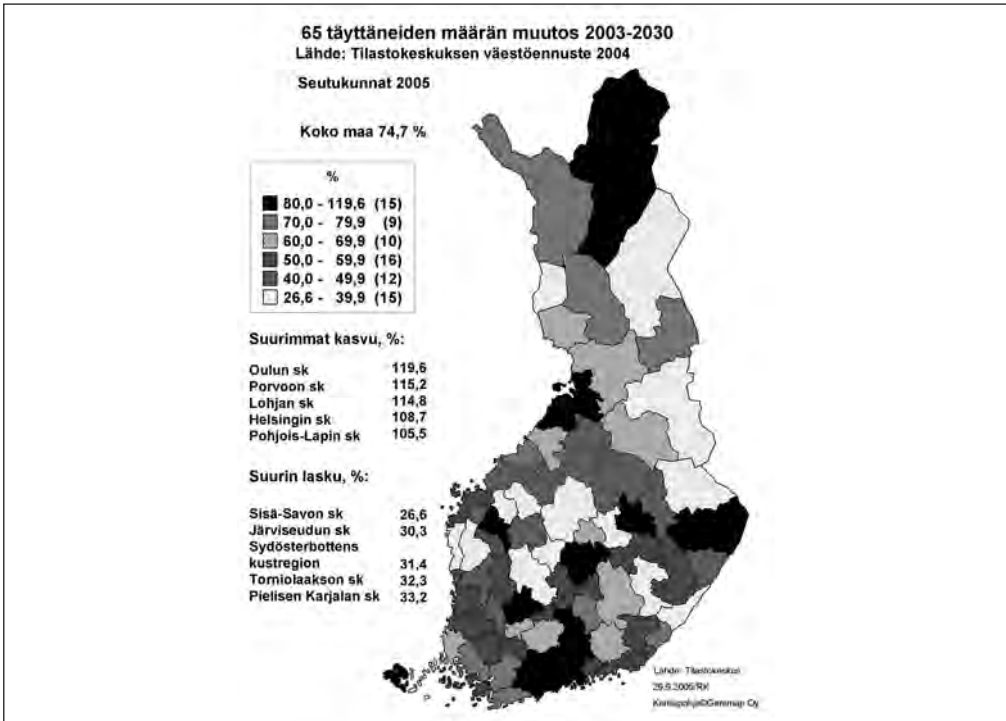 65 täyttäneiden määrän muutos 2003-2030
Lähde: Tilastokeskuksen väestöennuste 2004
Seutukunnat 2005
Koko maa 74,7 %
%
80,0 - 119,6 (15)
70,0 - 79,9 (9)
60,0 - 69,9 (10)
50,0 - 59,9 (16)
40,0 - 49,9 (12)
26,6 - 39,9 (15)
Suurimmat kasvu, %:
Oulun sk 119,6
Porvoon sk 115,2
Lohjan sk 114,8
Helsingin sk 108,7
Pohjois-Lapin sk 105,5
Suurin lasku, %:
Sisä-Savon sk 26,6
Järviseudun sk 30,3
Sydösterbottens
kustregion 31,4
Torniolaakson sk 32,3
Pielisen Karjalan sk 33,2
Lähde: Tilastokeskus
29.9.2005/RK
Karttapohja©Genimap Oy